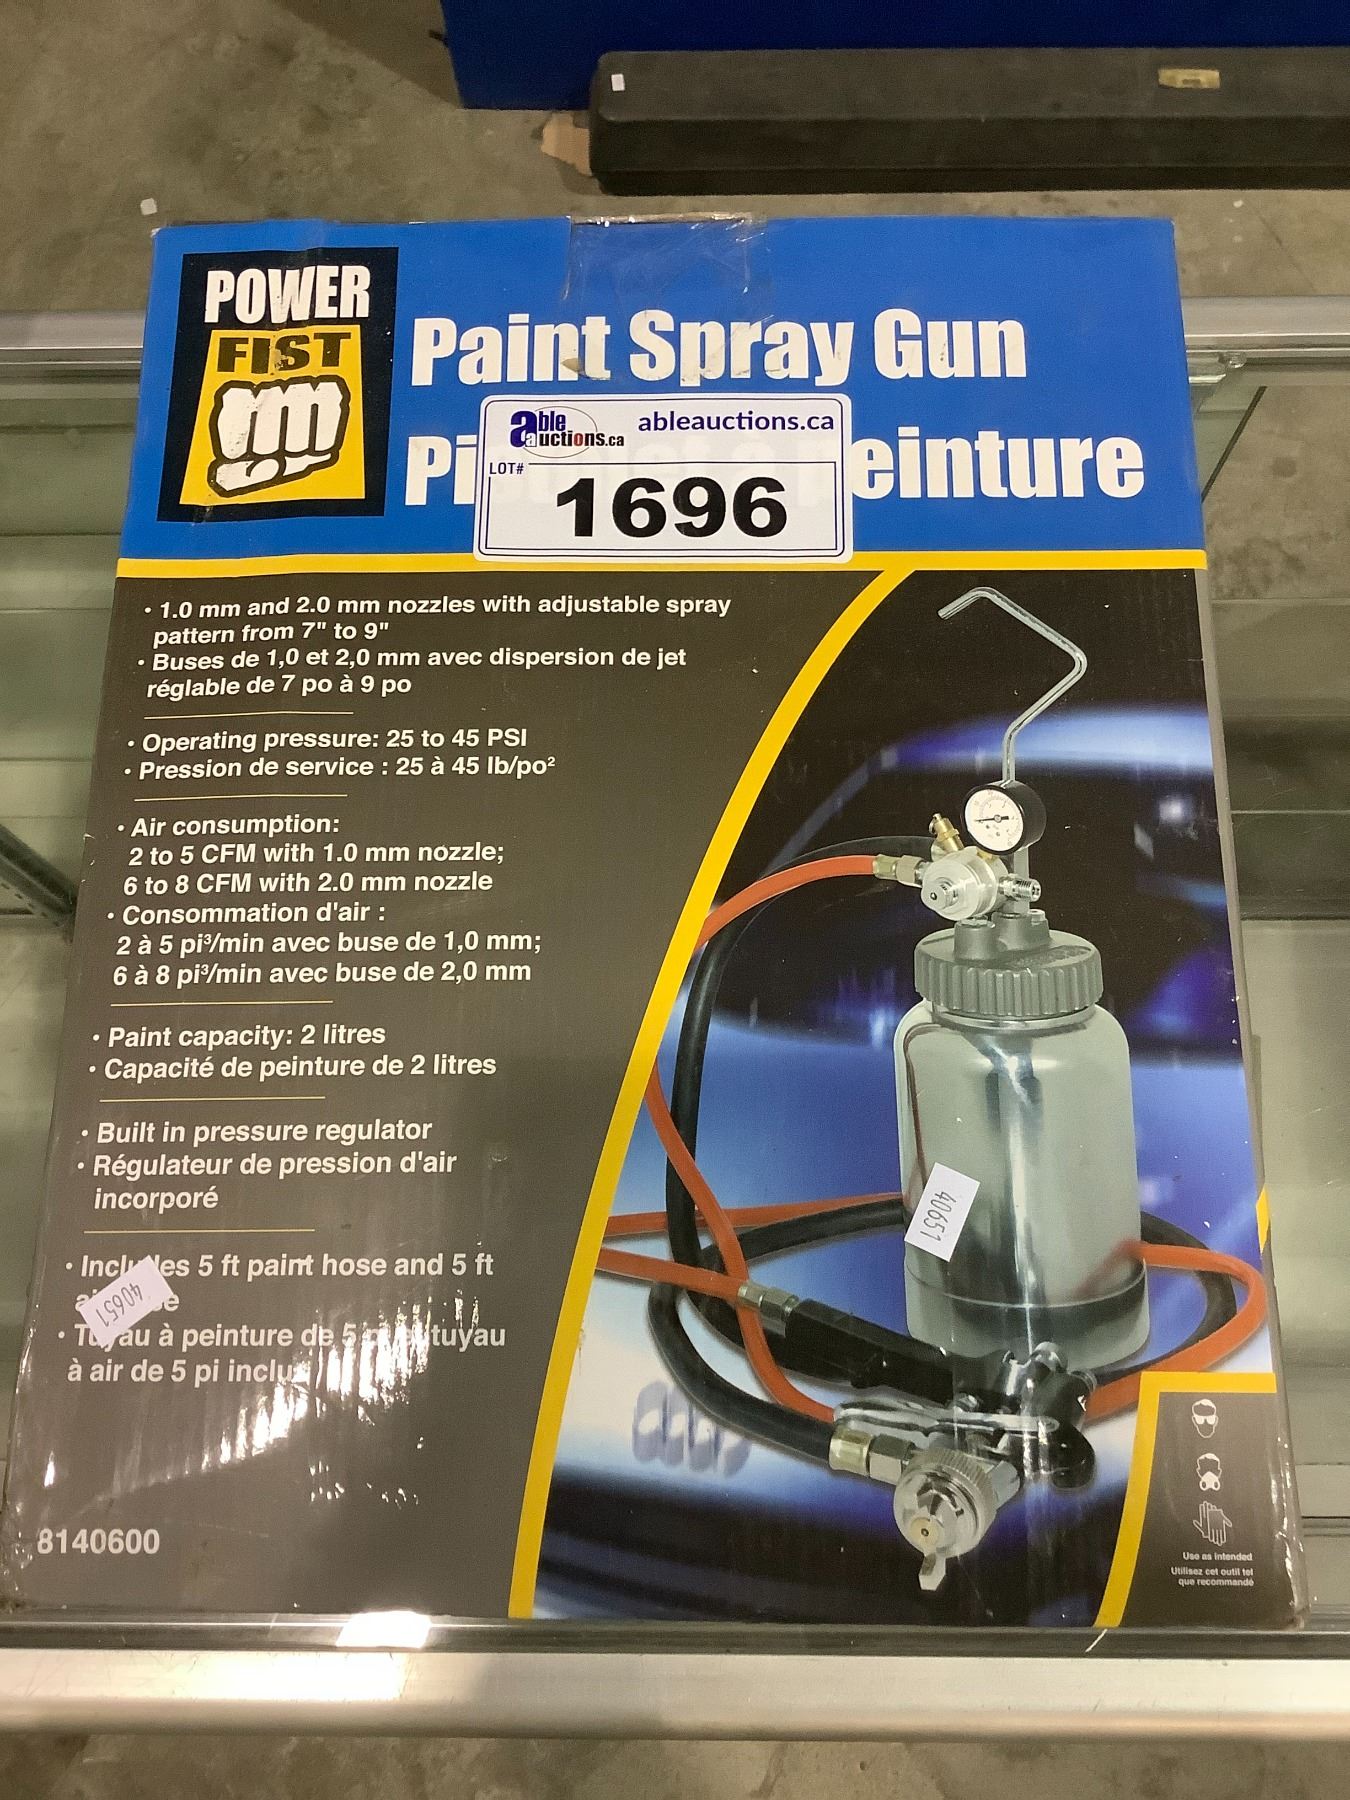 POWER
FIST
Paint Spray Gun
Pi
einture
able
auctions.ca
ableauctions.ca
LOT#
1696
• 1.0 mm and 2.0 mm nozzles with adjustable spray
pattern from 7" to 9"
• Buses de 1,0 et 2,0 mm avec dispersion de jet
réglable de 7 po à 9 po
• Operating pressure: 25 to 45 PSI
• Pression de service : 25 à 45 lb/po²
• Air consumption:
2 to 5 CFM with 1.0 mm nozzle;
6 to 8 CFM with 2.0 mm nozzle
• Consommation d'air :
2 à 5 pi³/min avec buse de 1,0 mm;
6 à 8 pi³/min avec buse de 2,0 mm
• Paint capacity: 2 litres
• Capacité de peinture de 2 litres
• Built in pressure regulator
• Régulateur de pression d'air
incorporé
• Includes 5 ft paint hose and 5 ft
40651
• Tuyau à peinture de 5 tuyau
à air de 5 pi inclus
40651
8140600
Use as intended
Utilisez cet outil tel
que recommandé